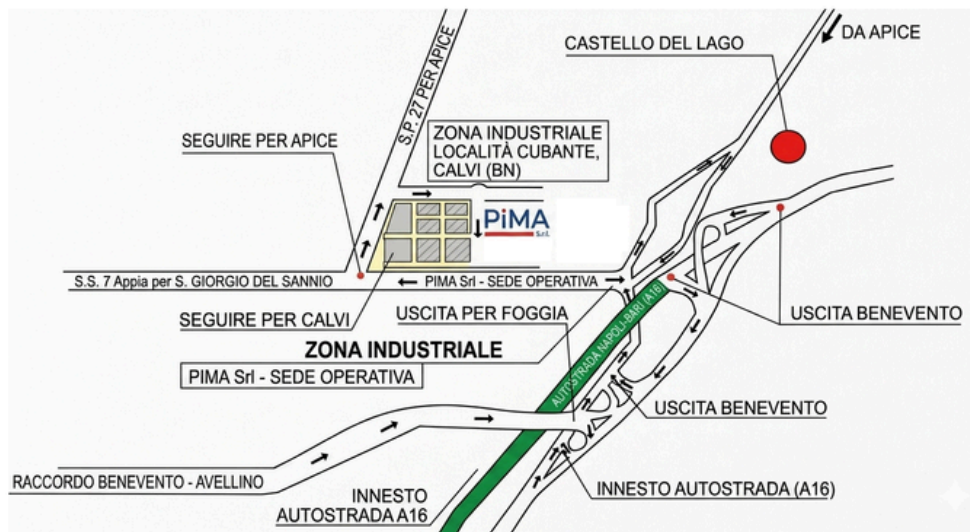 DA APICE
CASTELLO DEL LAGO
S.P. 27 PER APICE
SEGUIRE PER APICE
ZONA INDUSTRIALE
LOCALITÀ CUBANTE,
CALVI (BN)
PiMA
S.r.l.
S.S. 7 Appia per S. GIORGIO DEL SANNIO
PIMA Srl - SEDE OPERATIVA
SEGUIRE PER CALVI
USCITA PER FOGGIA
USCITA BENEVENTO
ZONA INDUSTRIALE
PIMA Srl - SEDE OPERATIVA
AUTOSTRADA NAPOLI-BARI (A16)
USCITA BENEVENTO
RACCORDO BENEVENTO - AVELLINO
INNESTO
AUTOSTRADA A16
INNESTO AUTOSTRADA (A16)